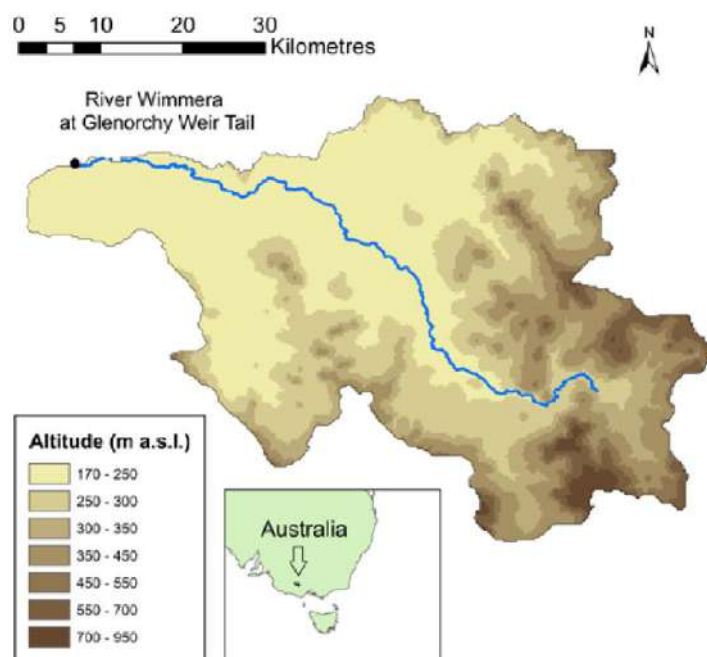 0 10 20 30
Kilometres
N
River Wimmera
at Glenorchy Weir Tail
Altitude (m a.s.l.)
170 - 250
250 - 300
300 - 350
350 - 450
450 - 550
550 - 700
700 - 950
Australia